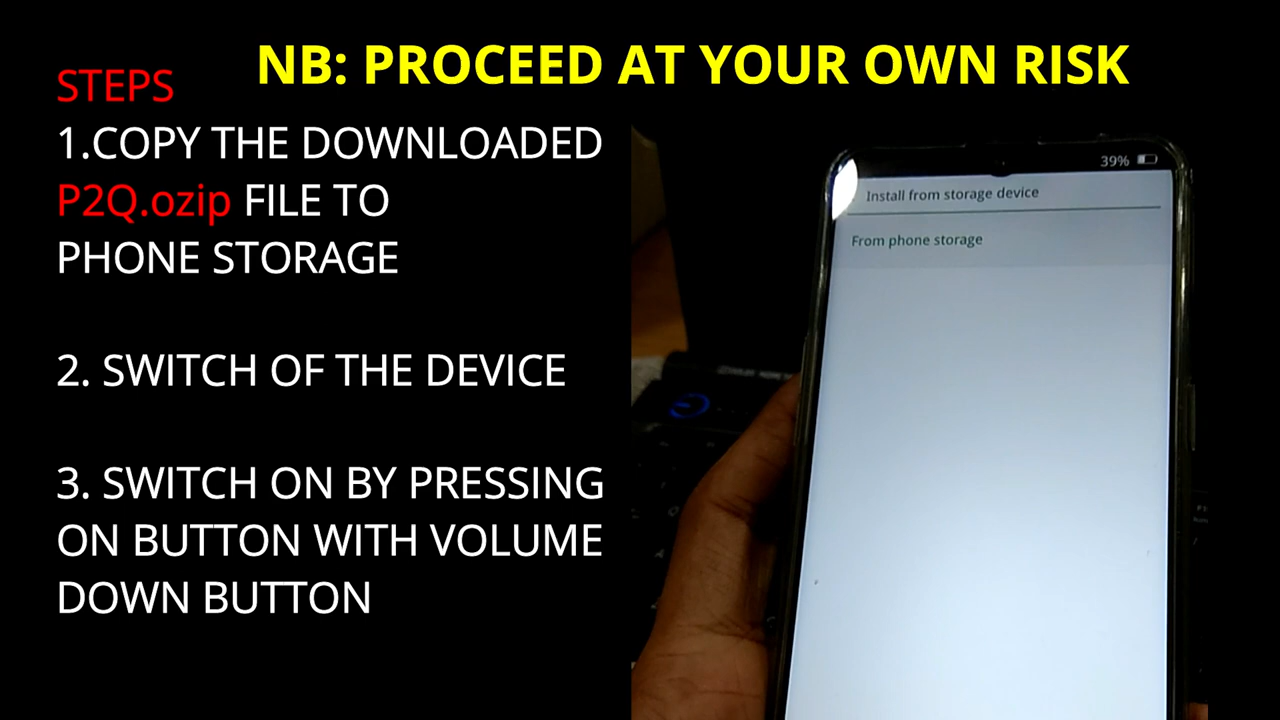 NB: PROCEED AT YOUR OWN RISK
STEPS
1.COPY THE DOWNLOADED
P2Q.ozip FILE TO
PHONE STORAGE
2. SWITCH OF THE DEVICE
3. SWITCH ON BY PRESSING
ON BUTTON WITH VOLUME
DOWN BUTTON
39%
Install from storage device
From phone storage